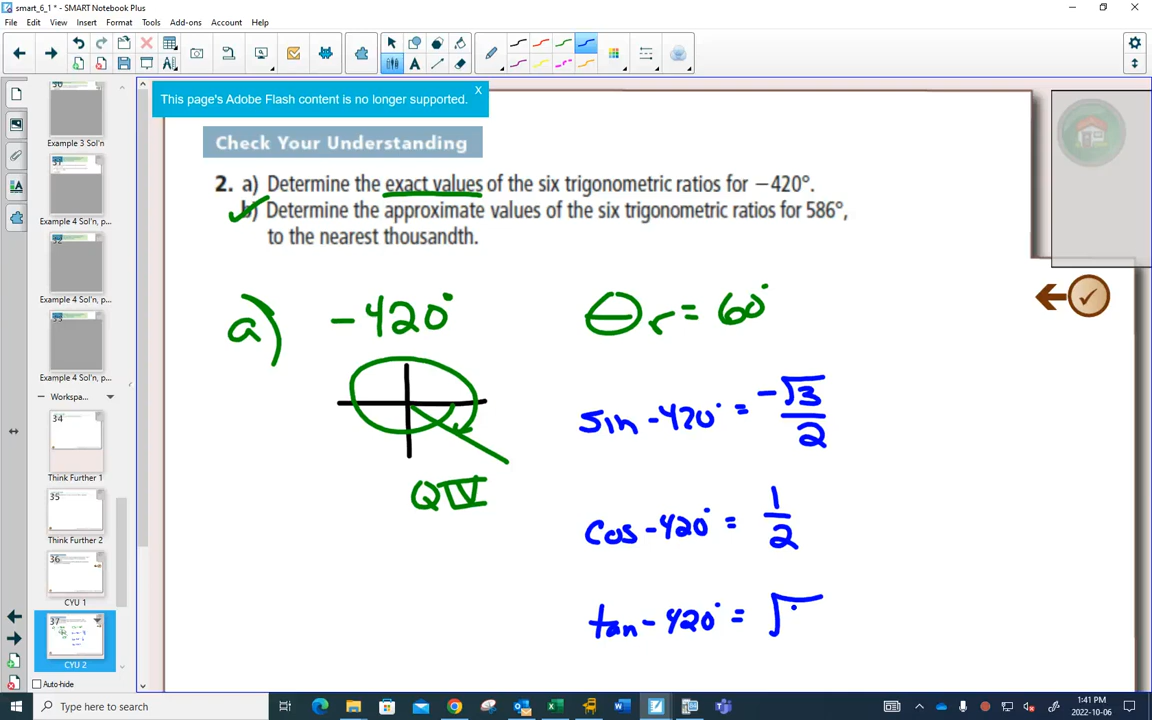 smart_6_1 * - SMART Notebook Plus
File Edit View Insert Format Tools Add-ons Account Help
This page's Adobe Flash content is no longer supported. X
Check Your Understanding
2. a) Determine the exact values of the six trigonometric ratios for −420°.
b) Determine the approximate values of the six trigonometric ratios for 586°,
to the nearest thousandth.
a) -420° θr = 60°
sin -420° = -√3/2
QIV
cos -420° = 1/2
tan -420° = √
30
Example 3 Sol'n
31
Example 4 Sol'n
32
Example 4 Sol'n, p...
33
Example 4 Sol'n, p...
Workspa...
34
Think Further 1
35
Think Further 2
36
CYU 1
37
CYU 2
Auto-hide
Type here to search
1:41 PM
2022-10-06